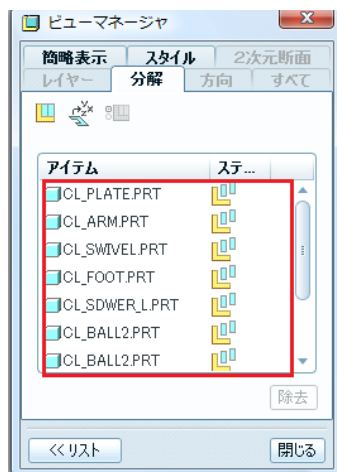 ビューマネージャ
簡略表示 スタイル 2次元断面
レイヤー 分解 方向 すべて
アイテム ステ...
CL_PLATE.PRT
CL_ARM.PRT
CL_SWIVEL.PRT
CL_FOOT.PRT
CL_SDWER_L.PRT
CL_BALL2.PRT
CL_BALL2.PRT
除去
<< リスト 閉じる